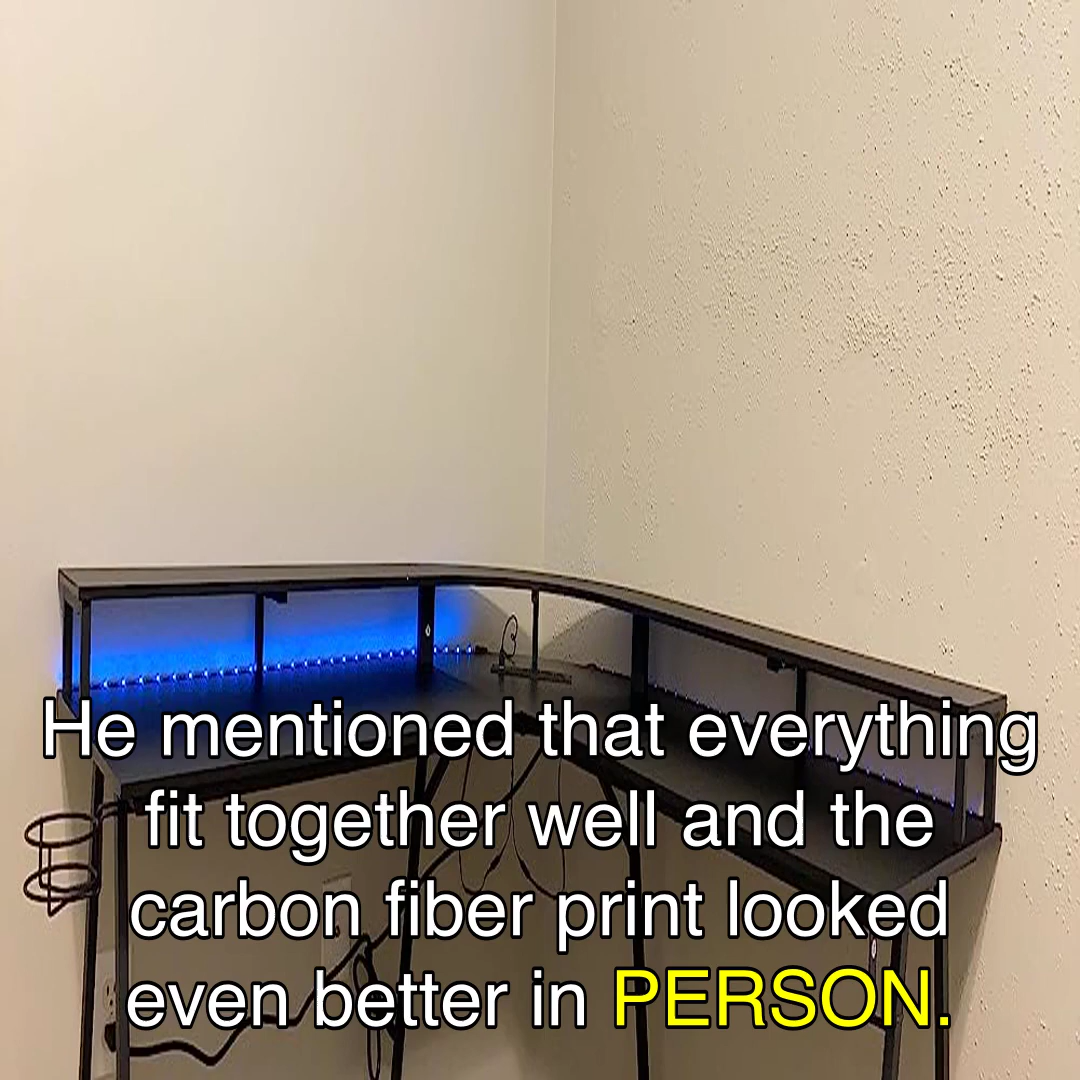 He mentioned that everything
fit together well and the
carbon fiber print looked
even better in PERSON.